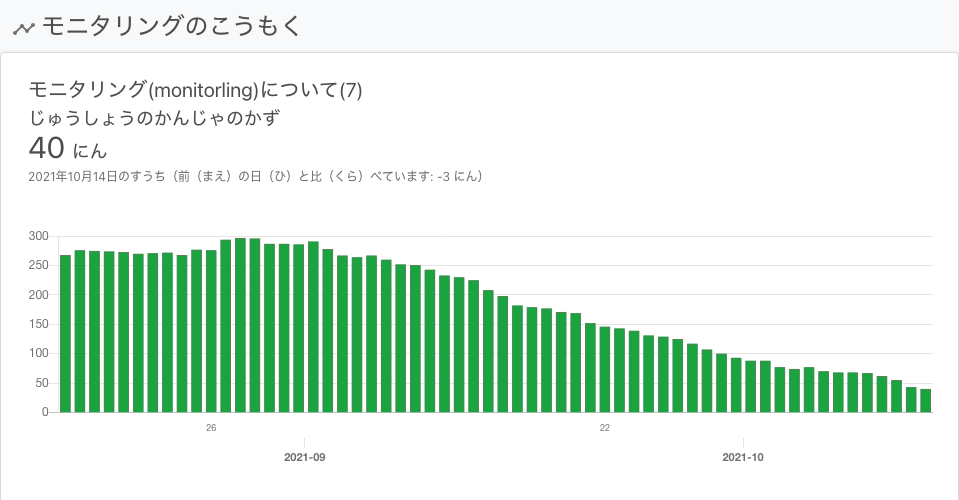 モニタリングのこうもく
モニタリング(monitorling)について(7)
じゅうしょうのかんじゃのかず
40 にん
2021年10月14日のすうち（前（まえ）の日（ひ）と比（くら）べています: -3 にん）
300
250
200
150
100
50
0
26 22
2021-09 2021-10